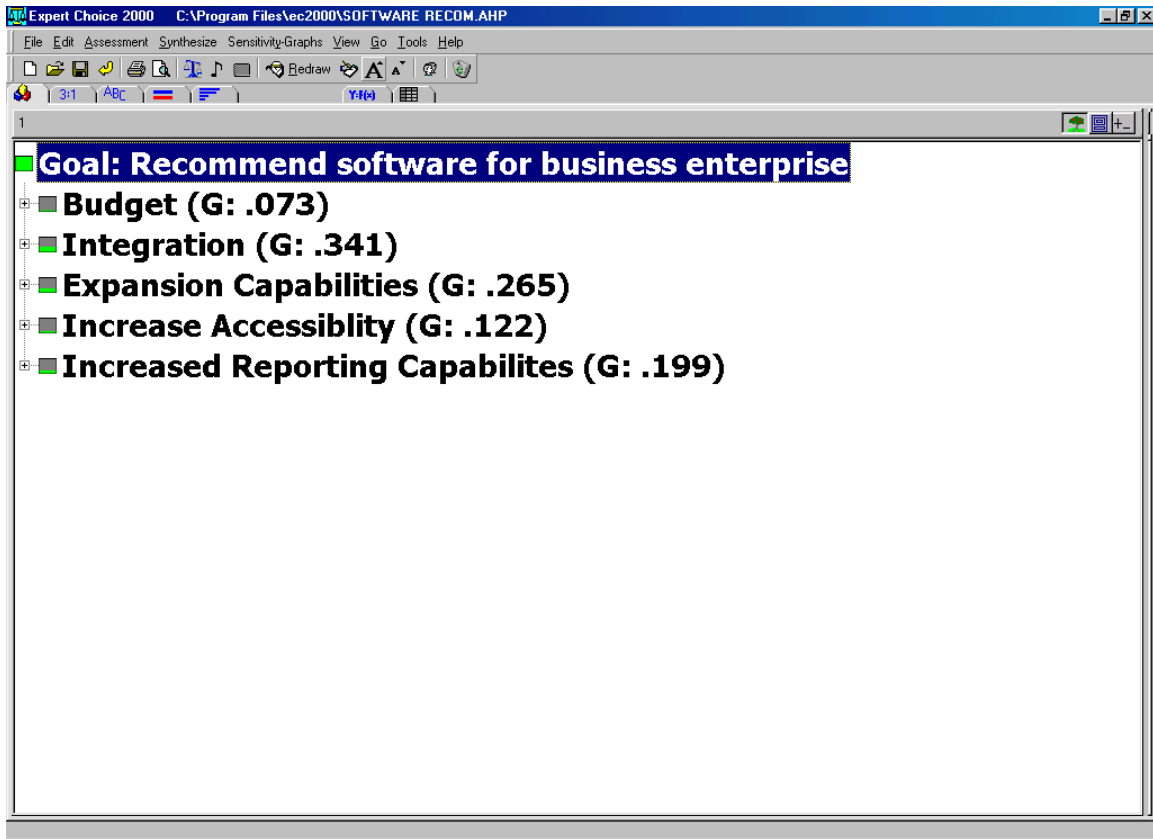 Expert Choice 2000 C:\Program Files\ec2000\SOFTWARE RECOM.AHP
File Edit Assessment Synthesize Sensitivity-Graphs View Go Tools Help
Redraw A A
3:1 ABC Y=F(x)
1
Goal: Recommend software for business enterprise
Budget (G: .073)
Integration (G: .341)
Expansion Capabilities (G: .265)
Increase Accessiblity (G: .122)
Increased Reporting Capabilites (G: .199)